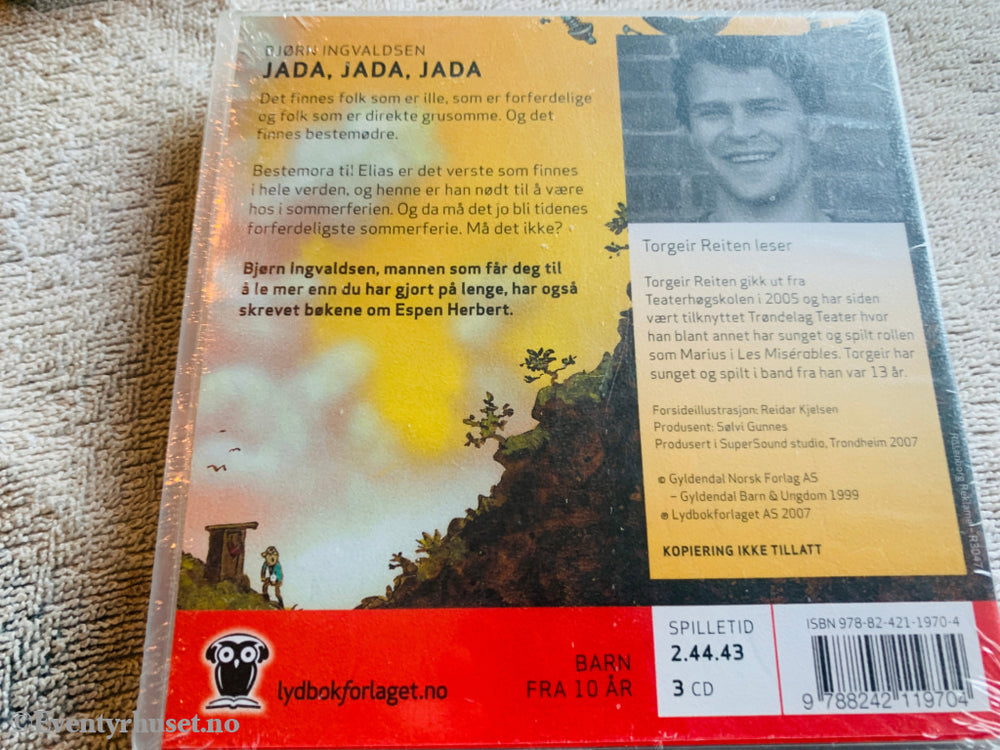 BJØRN INGVALDSEN
JADA, JADA, JADA
Det finnes folk som er ille, som er forferdelige
og folk som er direkte grusomme. Og det
finnes bestemødre.
Bestemora til Elias er det verste som finnes
i hele verden, og henne er han nødt til å være
hos i sommerferien. Og da må det jo bli tidenes
forferdeligste sommerferie. Må det ikke?
Bjørn Ingvaldsen, mannen som får deg til
å le mer enn du har gjort på lenge, har også
skrevet bøkene om Espen Herbert.
Torgeir Reiten leser
Torgeir Reiten gikk ut fra
Teaterhøgskolen i 2005 og har siden
vært tilknyttet Trøndelag Teater hvor
han blant annet har sunget og spilt rollen
som Marius i Les Misérables. Torgeir har
sunget og spilt i band fra han var 13 år.
Forsideillustrasjon: Reidar Kjelsen
Produsent: Sølvi Gunnes
Produsert i SuperSound studio, Trondheim 2007
© Gyldendal Norsk Forlag AS
– Gyldendal Barn & Ungdom 1999
℗ Lydbokforlaget AS 2007
KOPIERING IKKE TILLATT
lydbokforlaget.no
BARN
FRA 10 ÅR
SPILLETID
2.44.43
3 CD
ISBN 978-82-421-1970-4
9 788242 119704
©Eventyrhuset.no